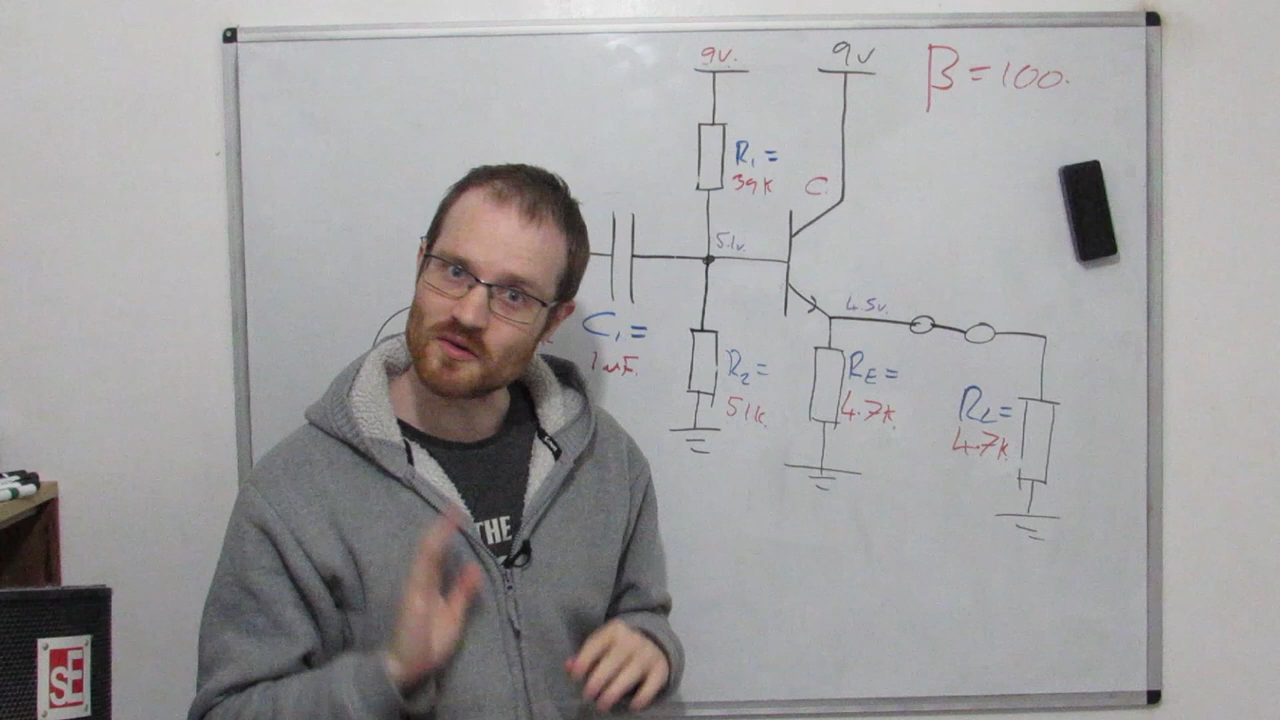 9v.
9v
β = 100.
R1 =
39k
C.
5.1v.
4.5v.
C1 =
1uF.
R2 =
51k.
RE =
4.7k.
RL =
4.7k
THE
sE